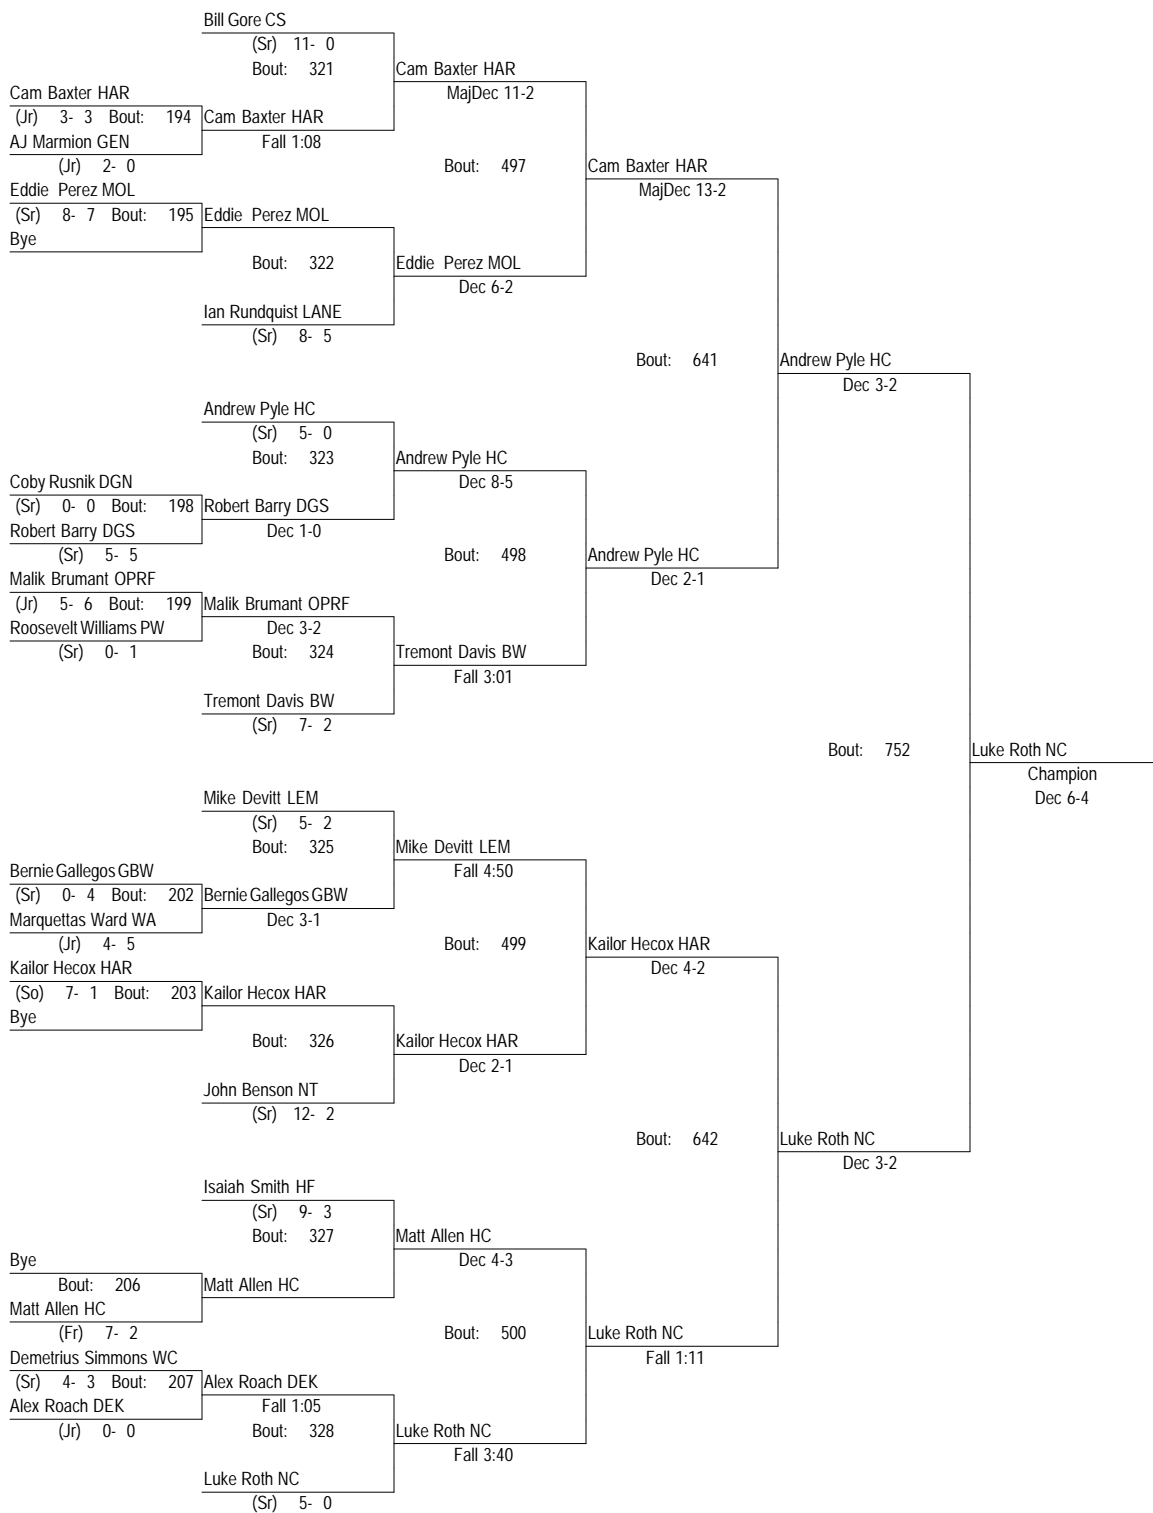 Bill Gore CS
(Sr) 11- 0
Bout: 321
Cam Baxter HAR
MajDec 11-2
Cam Baxter HAR
(Jr) 3- 3 Bout: 194
Cam Baxter HAR
AJ Marmion GEN
Fall 1:08
(Jr) 2- 0
Bout: 497
Cam Baxter HAR
MajDec 13-2
Eddie Perez MOL
(Sr) 8- 7 Bout: 195
Eddie Perez MOL
Bye
Bout: 322
Eddie Perez MOL
Dec 6-2
Ian Rundquist LANE
(Sr) 8- 5
Bout: 641
Andrew Pyle HC
Dec 3-2
Andrew Pyle HC
(Sr) 5- 0
Bout: 323
Andrew Pyle HC
Dec 8-5
Coby Rusnik DGN
(Sr) 0- 0 Bout: 198
Robert Barry DGS
Robert Barry DGS
Dec 1-0
(Sr) 5- 5
Bout: 498
Andrew Pyle HC
Dec 2-1
Malik Brumant OPRF
(Jr) 5- 6 Bout: 199
Malik Brumant OPRF
Roosevelt Williams PW
Dec 3-2
(Sr) 0- 1
Bout: 324
Tremont Davis BW
Fall 3:01
Tremont Davis BW
(Sr) 7- 2
Bout: 752
Luke Roth NC
Champion
Dec 6-4
Mike Devitt LEM
(Sr) 5- 2
Bout: 325
Mike Devitt LEM
Fall 4:50
Bernie Gallegos GBW
(Sr) 0- 4 Bout: 202
Bernie Gallegos GBW
Marquettas Ward WA
Dec 3-1
(Jr) 4- 5
Bout: 499
Kailor Hecox HAR
Dec 4-2
Kailor Hecox HAR
(So) 7- 1 Bout: 203
Kailor Hecox HAR
Bye
Bout: 326
Kailor Hecox HAR
Dec 2-1
John Benson NT
(Sr) 12- 2
Bout: 642
Luke Roth NC
Dec 3-2
Isaiah Smith HF
(Sr) 9- 3
Bout: 327
Matt Allen HC
Dec 4-3
Bye
Bout: 206
Matt Allen HC
Matt Allen HC
(Fr) 7- 2
Bout: 500
Luke Roth NC
Fall 1:11
Demetrius Simmons WC
(Sr) 4- 3 Bout: 207
Alex Roach DEK
Alex Roach DEK
Fall 1:05
(Jr) 0- 0
Bout: 328
Luke Roth NC
Fall 3:40
Luke Roth NC
(Sr) 5- 0